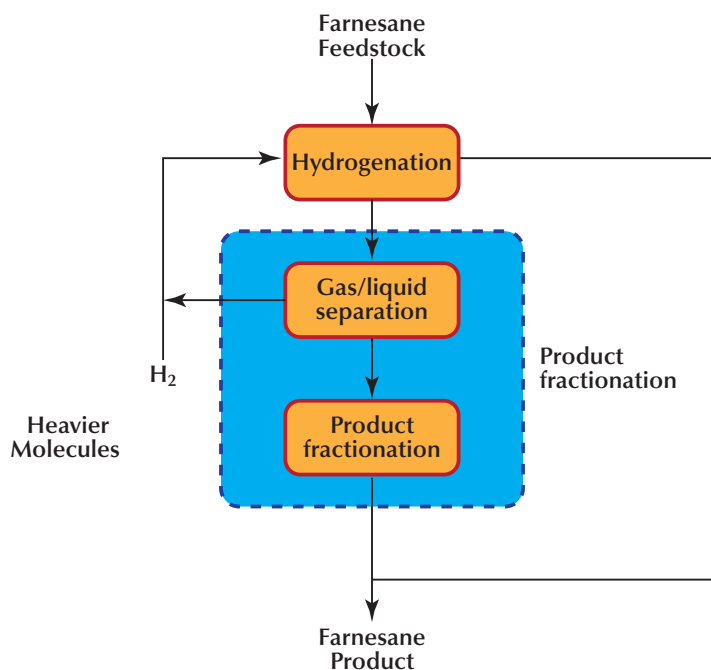 Farnesane
Feedstock
Hydrogenation
Gas/liquid
separation
Product
fractionation
H₂
Heavier
Molecules
Product
fractionation
Farnesane
Product